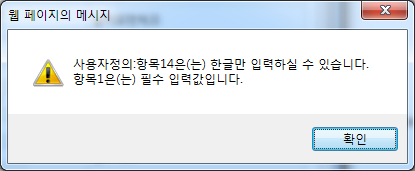 웹 페이지의 메시지
사용자정의:항목14은(는) 한글만 입력하실 수 있습니다.
항목1은(는) 필수 입력값입니다.
확인